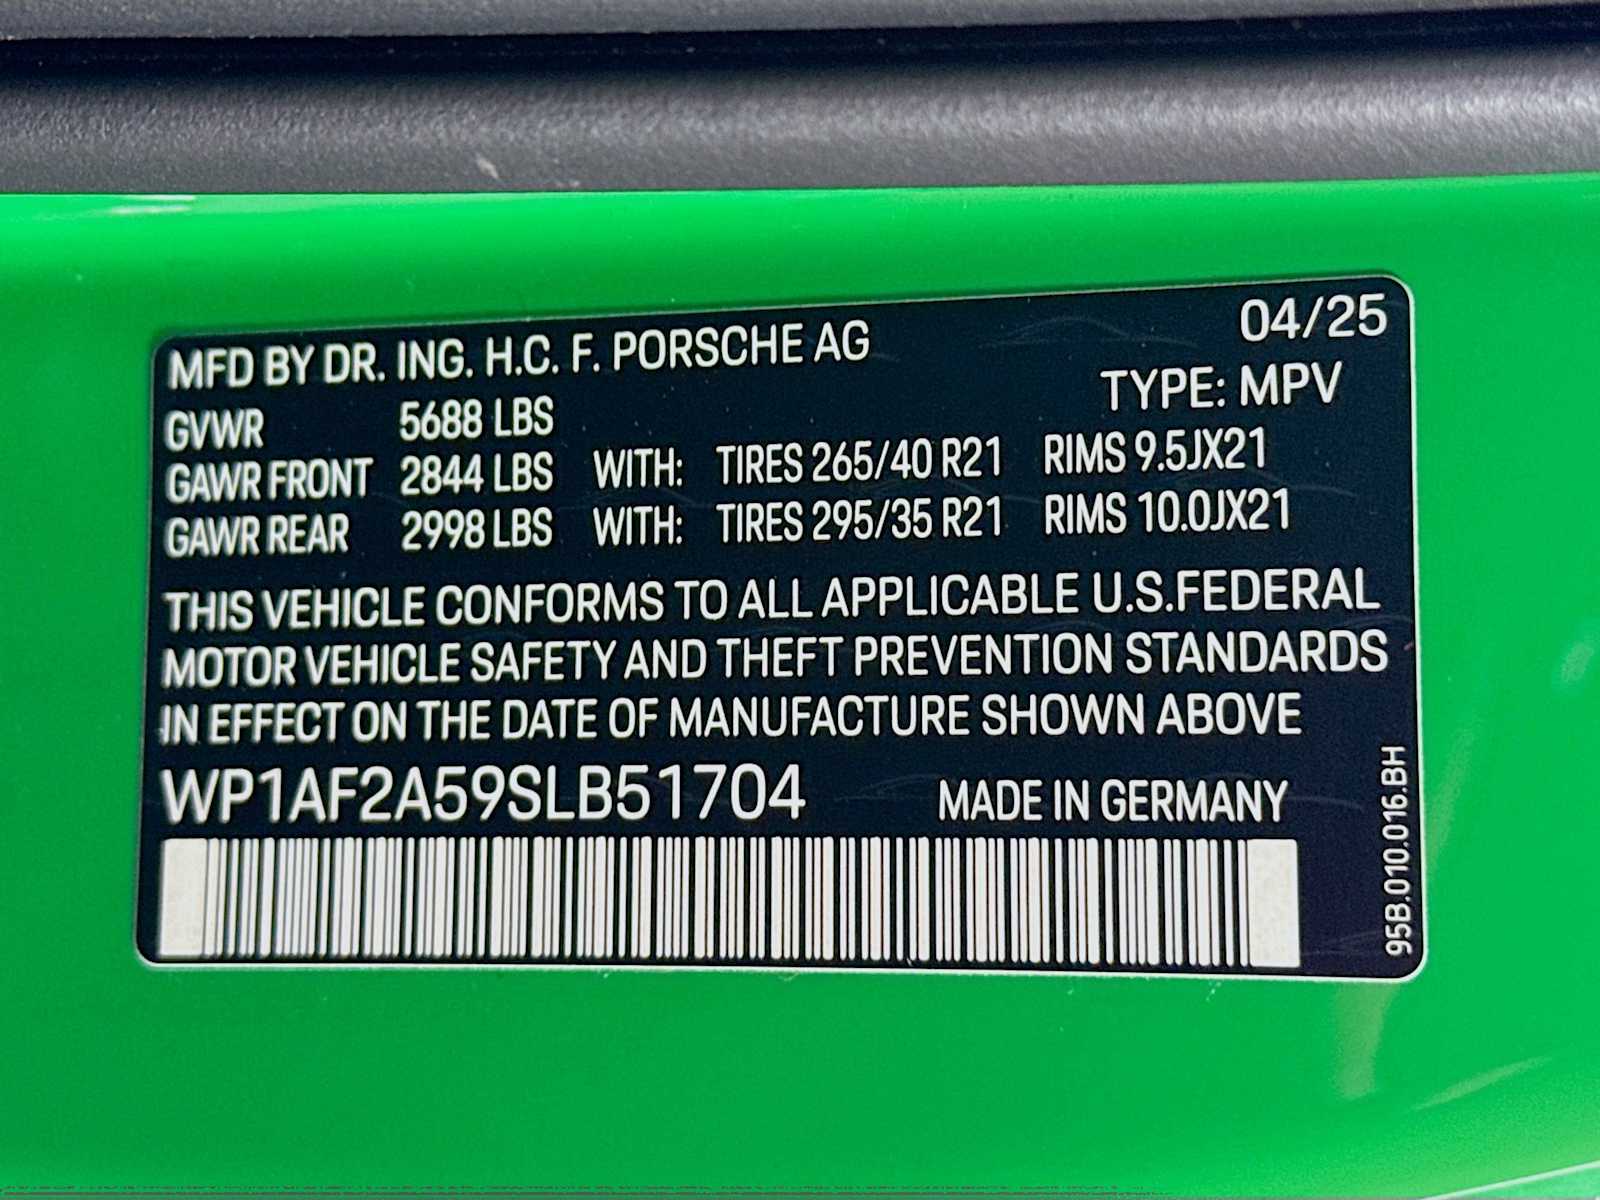 04/25
MFD BY DR. ING. H.C. F. PORSCHE AG
TYPE: MPV
GVWR 5688 LBS
GAWR FRONT 2844 LBS WITH: TIRES 265/40 R21 RIMS 9.5JX21
GAWR REAR 2998 LBS WITH: TIRES 295/35 R21 RIMS 10.0JX21
THIS VEHICLE CONFORMS TO ALL APPLICABLE U.S.FEDERAL
MOTOR VEHICLE SAFETY AND THEFT PREVENTION STANDARDS
IN EFFECT ON THE DATE OF MANUFACTURE SHOWN ABOVE
WP1AF2A59SLB51704 MADE IN GERMANY
95B.010.016.BH